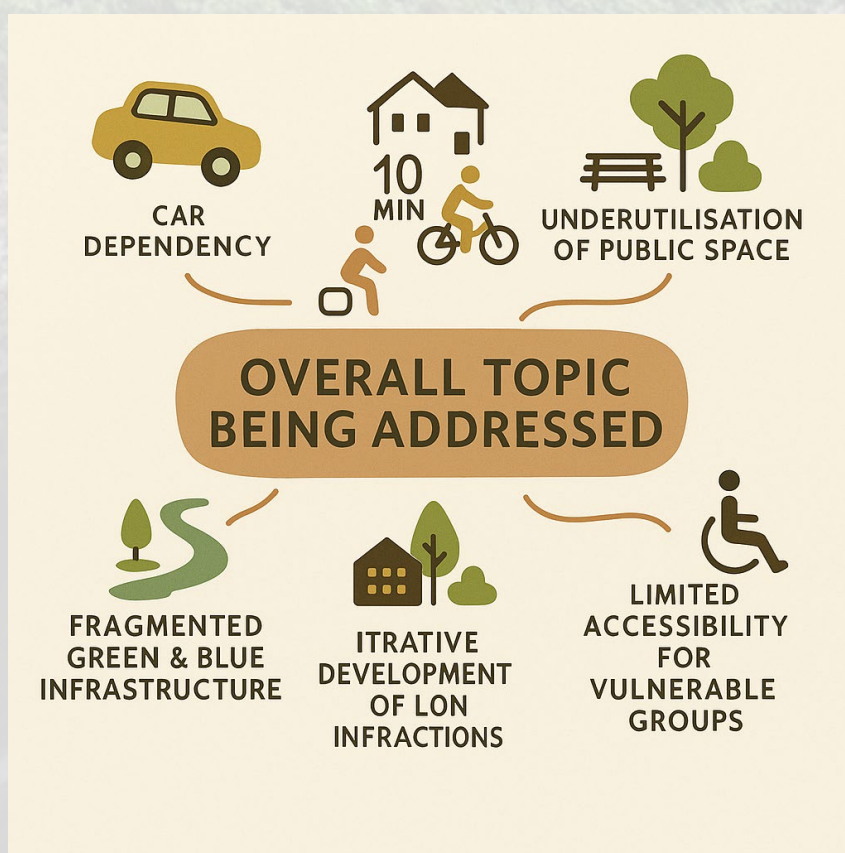 CAR
DEPENDENCY
10
MIN
UNDERUTILISATION
OF PUBLIC SPACE
OVERALL TOPIC
BEING ADDRESSED
FRAGMENTED
GREEN & BLUE
INFRASTRUCTURE
ITRATIVE
DEVELOPMENT
OF LON
INFRACTIONS
LIMITED
ACCESSIBILITY
FOR
VULNERABLE
GROUPS